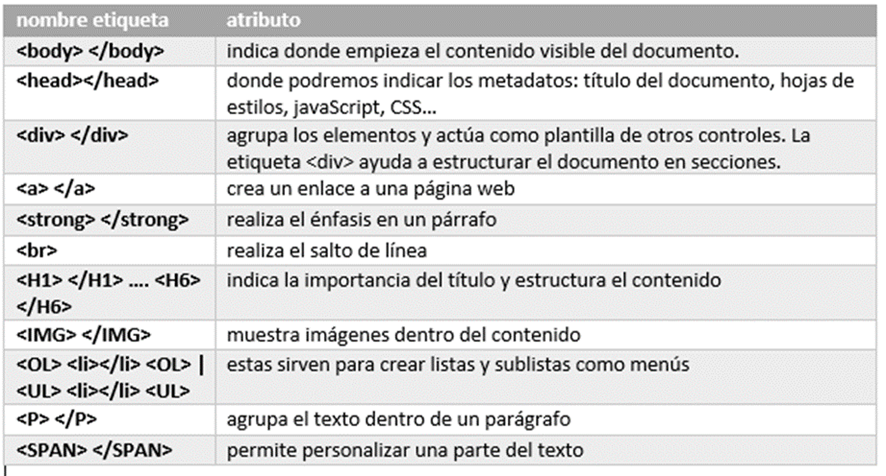 nombre etiqueta atributo
<body> </body> indica donde empieza el contenido visible del documento.
<head></head> donde podremos indicar los metadatos: título del documento, hojas de
estilos, javaScript, CSS...
<div> </div> agrupa los elementos y actúa como plantilla de otros controles. La
etiqueta <div> ayuda a estructurar el documento en secciones.
<a> </a> crea un enlace a una página web
<strong> </strong> realiza el énfasis en un párrafo
<br> realiza el salto de línea
<H1> </H1> .... <H6> indica la importancia del título y estructura el contenido
</H6>
<IMG> </IMG> muestra imágenes dentro del contenido
<OL> <li></li> <OL> | estas sirven para crear listas y sublistas como menús
<UL> <li></li> <UL>
<P> </P> agrupa el texto dentro de un parágrafo
<SPAN> </SPAN> permite personalizar una parte del texto